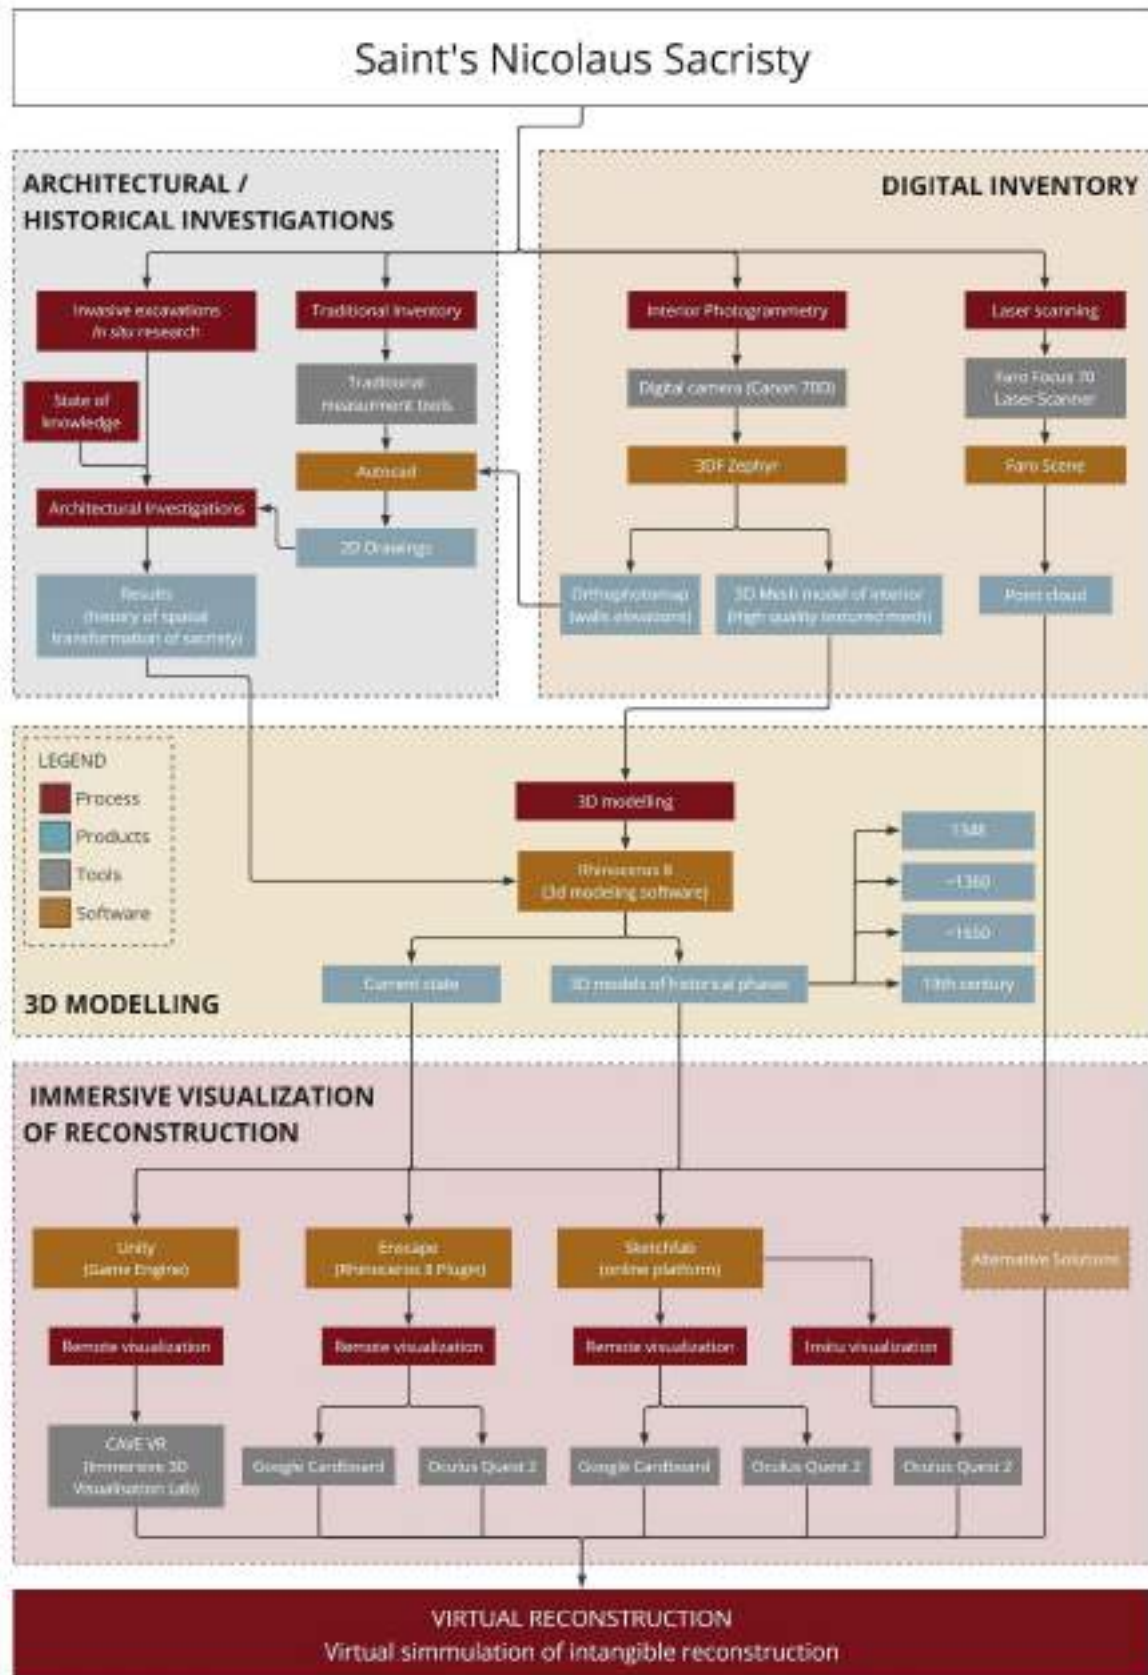 Saint's Nicolaus Sacristy
ARCHITECTURAL /
HISTORICAL INVESTIGATIONS
DIGITAL INVENTORY
Invasive excavations
In situ research
Traditional Inventory
Interior Photogrammetry
Laser scanning
State of
knowledge
Traditional
measurment tools
Digital camera (Canon 70D)
Faro Focus 70
Laser Scanner
Autocad
3DF Zephyr
Faro Scene
Architectural Investigations
2D Drawings
Results
(history of spatial
transformation of sacristy)
Orthophotomap
(walls elevations)
3D Mesh model of interior
(High quality textured mesh)
Point cloud
LEGEND
Process
Products
Tools
Software
3D modelling
Rhinoceros 8
(3d modeling software)
1348
~1360
~1650
19th century
Current state
3D models of historical phases
3D MODELLING
IMMERSIVE VISUALIZATION
OF RECONSTRUCTION
Unity
(Game Engine)
Enscape
(Rhinoceros 8 Plugin)
Sketchfab
(online platform)
Alternative Solutions
Remote visualization
Remote visualization
Remote visualization
Insitu visualization
CAVE VR
(Immersive 3D
Visualisation Lab)
Google Cardboard
Oculus Quest 2
Google Cardboard
Oculus Quest 2
Oculus Quest 2
VIRTUAL RECONSTRUCTION
Virtual simmulation of intangible reconstruction